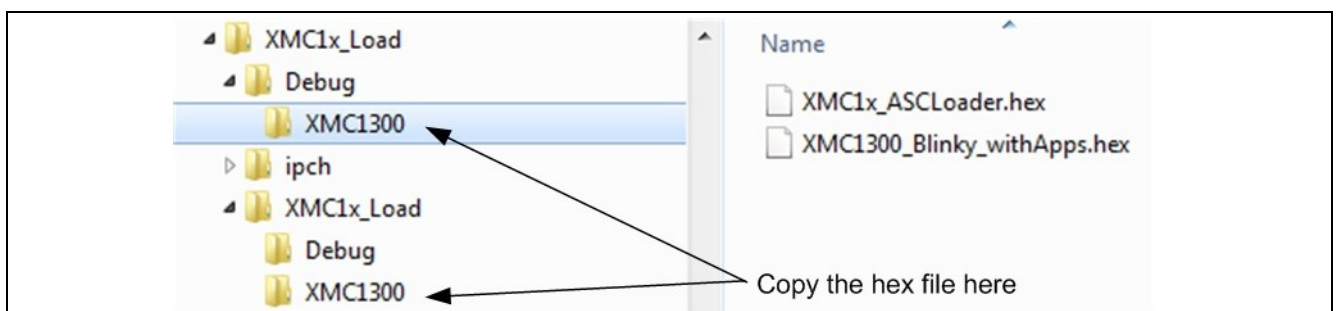 XMC1x_Load
Debug
XMC1300
ipch
XMC1x_Load
Debug
XMC1300
Name
XMC1x_ASCLoader.hex
XMC1300_Blinky_withApps.hex
Copy the hex file here